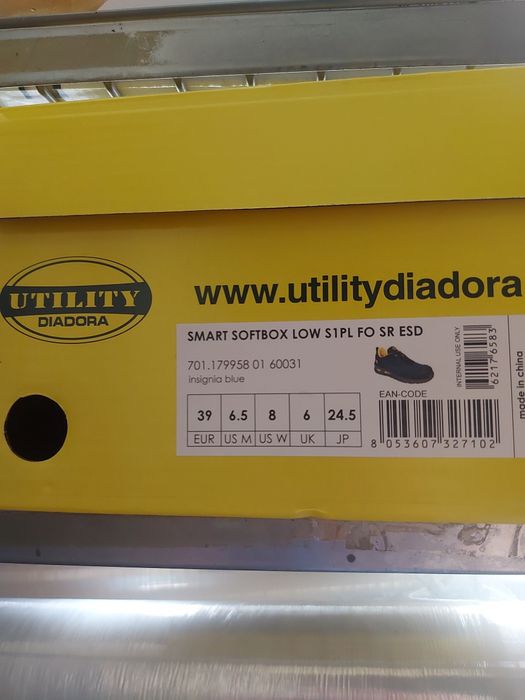 UTILITY
DIADORA
www.utilitydiadora
SMART SOFTBOX LOW S1PL FO SR ESD
701.179958 01 60031
insignia blue
INTERNAL USE ONLY
6217 6583
made in china
39 6.5 8 6 24.5
EUR US M US W UK JP
EAN-CODE
8 053607 327102